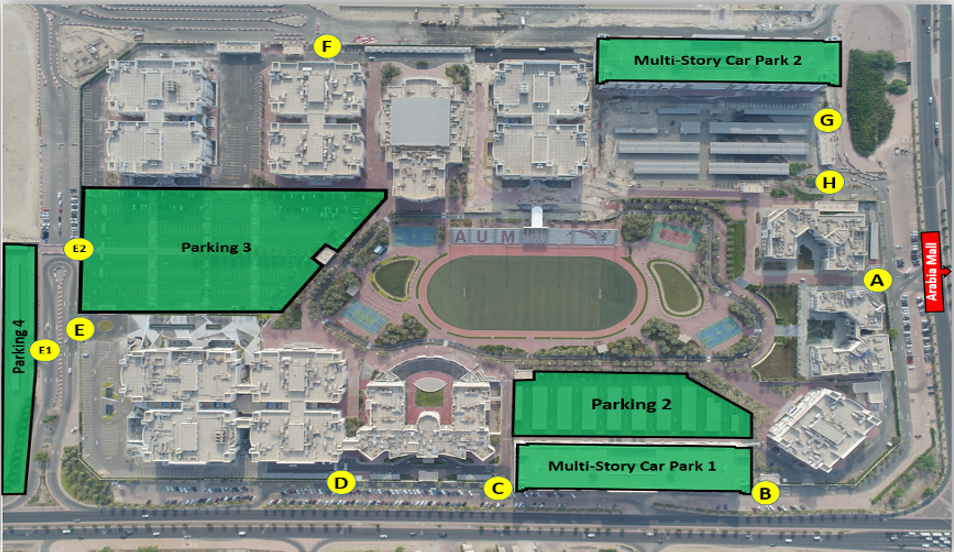 F
Multi-Story Car Park 2
G
H
Parking 3
E2
AUM
A
Arabia Mall
E
E1
Parking 4
Parking 2
Multi-Story Car Park 1
D
C
B